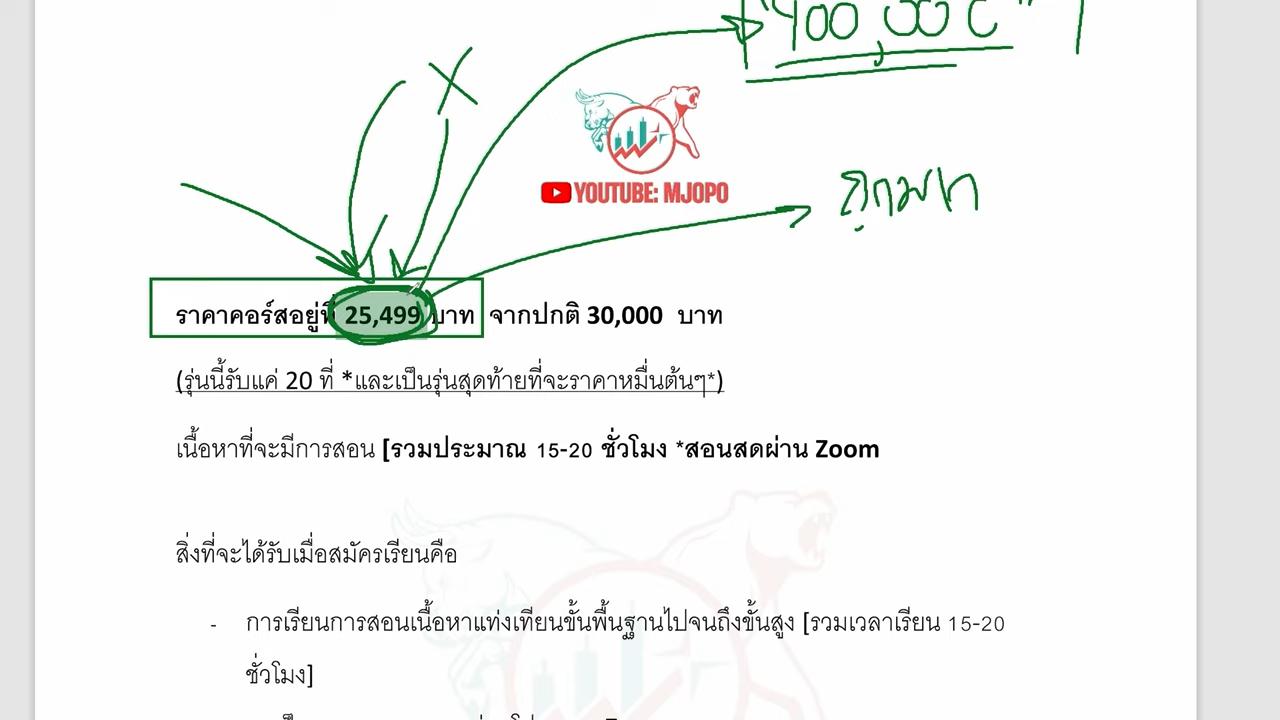 400,000
YOUTUBE: MJOPO
ถูกมาก
ราคาคอร์สอยู่ที่ 25,499 บาท จากปกติ 30,000 บาท
(รุ่นนี้รับแค่ 20 ที่ *และเป็นรุ่นสุดท้ายที่จะราคาหมื่นต้นๆ*)
เนื้อหาที่จะมีการสอน [รวมประมาณ 15-20 ชั่วโมง *สอนสดผ่าน Zoom
สิ่งที่จะได้รับเมื่อสมัครเรียนคือ
- การเรียนการสอนเนื้อหาแท่งเทียนขั้นพื้นฐานไปจนถึงขั้นสูง [รวมเวลาเรียน 15-20
ชั่วโมง]